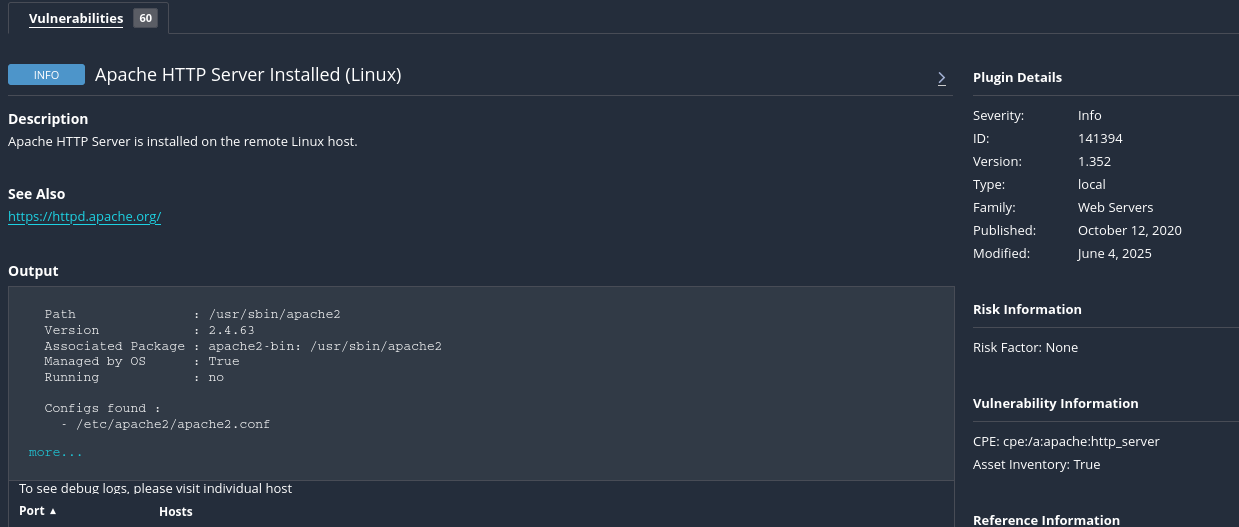 Vulnerabilities 60
INFO Apache HTTP Server Installed (Linux)
Description
Apache HTTP Server is installed on the remote Linux host.
See Also
https://httpd.apache.org/
Output
Path : /usr/sbin/apache2
Version : 2.4.63
Associated Package : apache2-bin: /usr/sbin/apache2
Managed by OS : True
Running : no
Configs found :
- /etc/apache2/apache2.conf
more...
To see debug logs, please visit individual host
Port ▲ Hosts
Plugin Details
Severity: Info
ID: 141394
Version: 1.352
Type: local
Family: Web Servers
Published: October 12, 2020
Modified: June 4, 2025
Risk Information
Risk Factor: None
Vulnerability Information
CPE: cpe:/a:apache:http_server
Asset Inventory: True
Reference Information